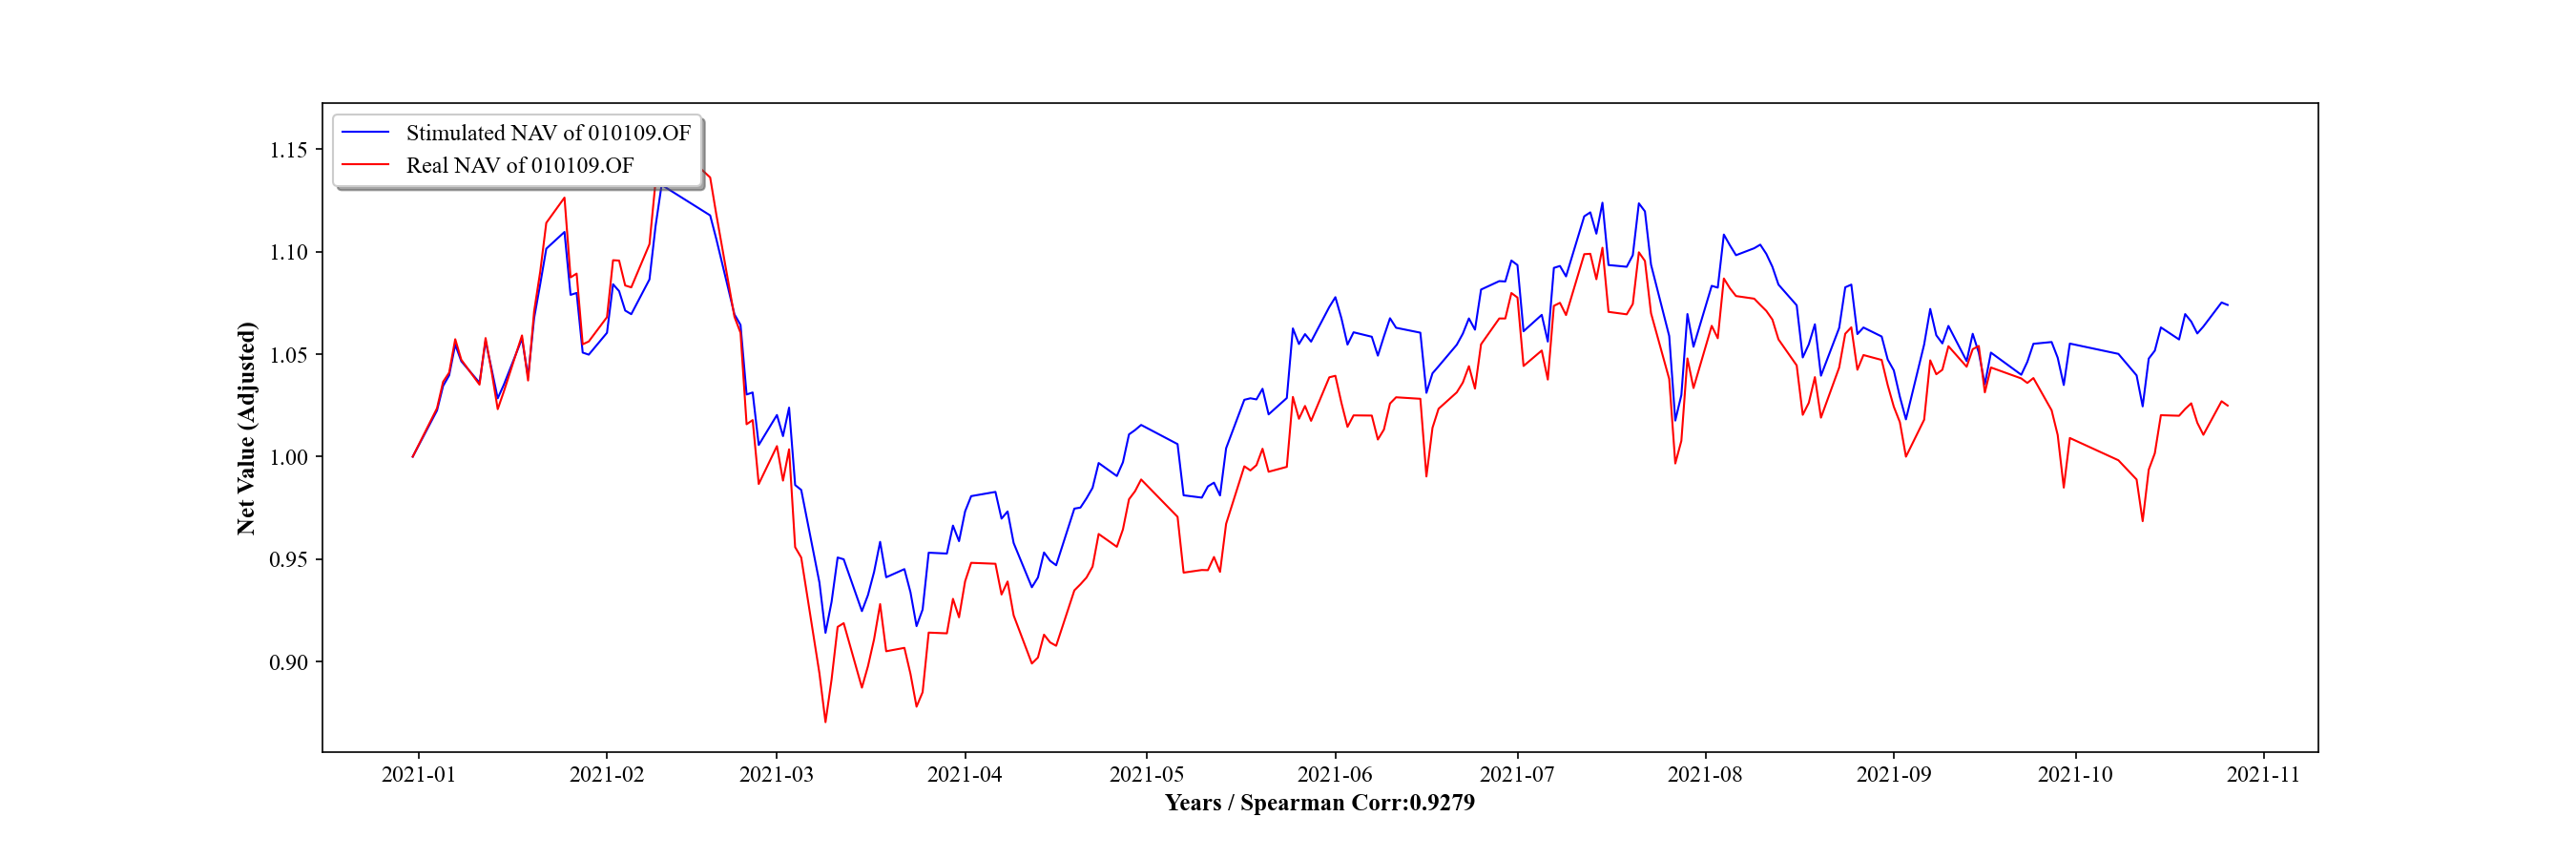 Stimulated NAV of 010109.OF
Real NAV of 010109.OF
Net Value (Adjusted)
1.15
1.10
1.05
1.00
0.95
0.90
2021-01 2021-02 2021-03 2021-04 2021-05 2021-06 2021-07 2021-08 2021-09 2021-10 2021-11
Years / Spearman Corr:0.9279